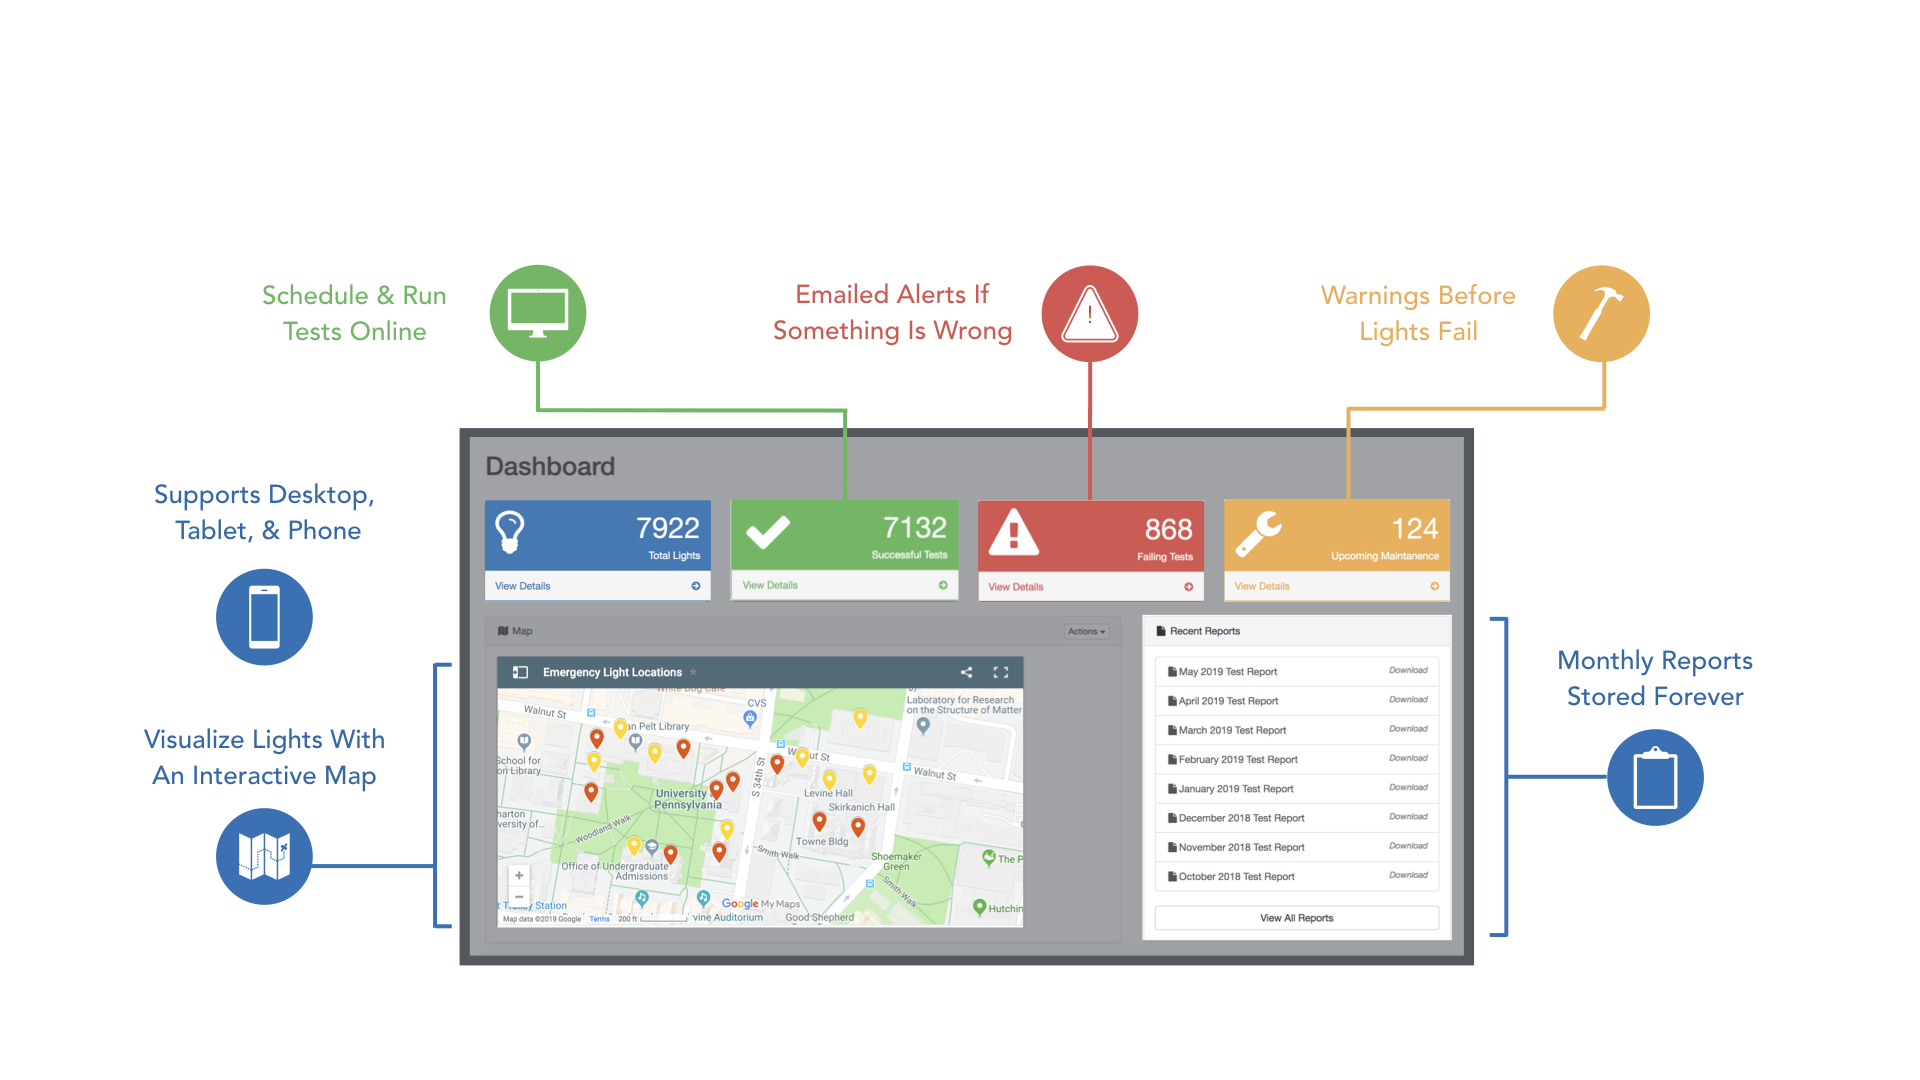 Schedule & Run
Tests Online
Emailed Alerts If
Something Is Wrong
!
Warnings Before
Lights Fail
Supports Desktop,
Tablet, & Phone
Visualize Lights With
An Interactive Map
Monthly Reports
Stored Forever
Dashboard
7922
Total Lights
View Details
7132
Successful Tests
View Details
868
Failing Tests
View Details
124
Upcoming Maintanence
View Details
Map
Actions
Emergency Light Locations
White Dog Cafe
CVS
Laboratory for Research
on the Structure of Matter
Walnut St
an Pelt Library
Walnut St
Walnut St
School for
on Library
S 34th St
University
Pennsylvania
Levine Hall
Skirkanich Hall
harton
versity of...
Woodland Walk
Towne Bldg
Smith Walk
Shoemaker
Green
The P
Office of Undergraduate
Admissions
Smith Walk
+
−
Station
Google My Maps
Hutchin
Map data ©2019 Google
Terms
200 ft
vine Auditorium
Good Shepherd
Recent Reports
May 2019 Test Report Download
April 2019 Test Report Download
March 2019 Test Report Download
February 2019 Test Report Download
January 2019 Test Report Download
December 2018 Test Report Download
November 2018 Test Report Download
October 2018 Test Report Download
View All Reports